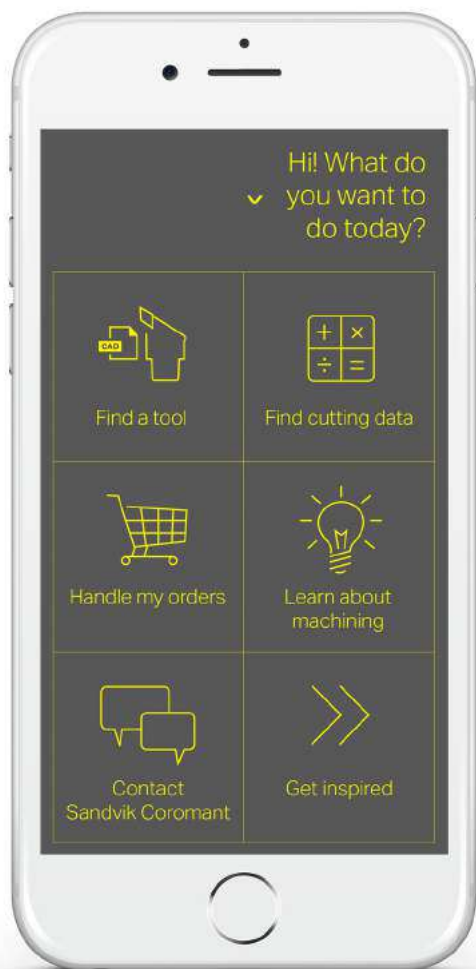 Hi! What do
you want to
do today?
CAD
Find a tool
Find cutting data
Handle my orders
Learn about
machining
Contact
Sandvik Coromant
Get inspired